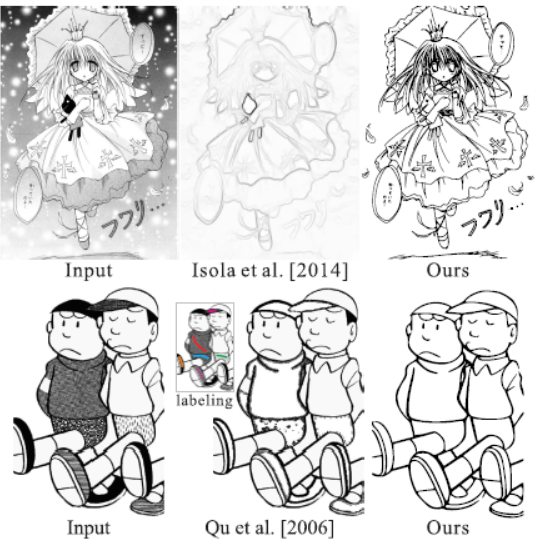 フワリ…
フワリ…
Input
Isola et al. [2014]
Ours
labeling
Input
Qu et al. [2006]
Ours